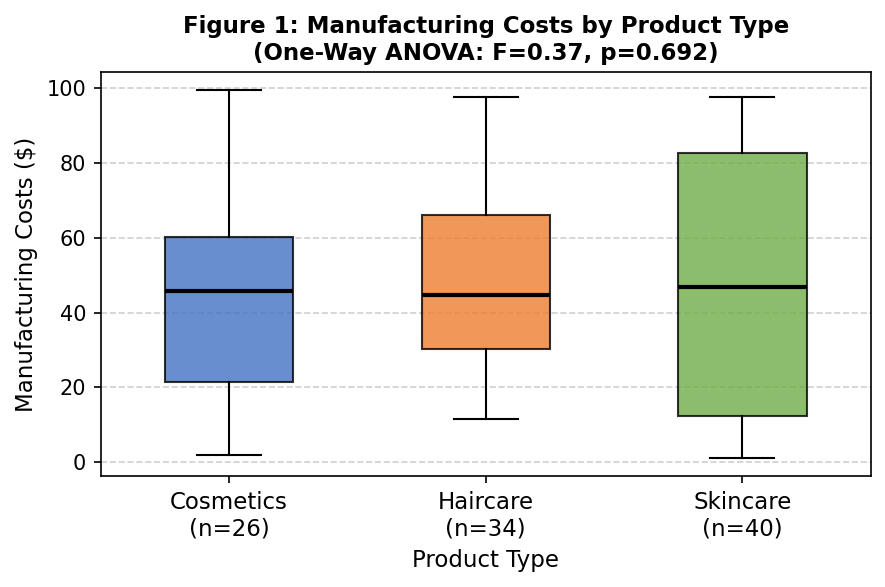 Figure 1: Manufacturing Costs by Product Type
(One-Way ANOVA: F=0.37, p=0.692)
Manufacturing Costs ($)
100
80
60
40
20
0
Cosmetics
(n=26)
Haircare
(n=34)
Skincare
(n=40)
Product Type